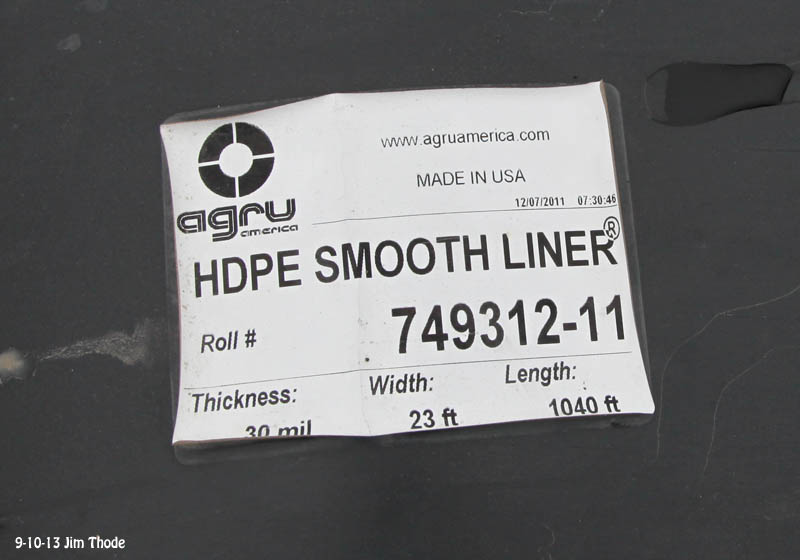 agru
america
www.agruamerica.com
MADE IN USA
12/07/2011 07:30:46
HDPE SMOOTH LINER®
Roll # 749312-11
Thickness: Width: Length:
30 mil 23 ft 1040 ft
9-10-13 Jim Thode